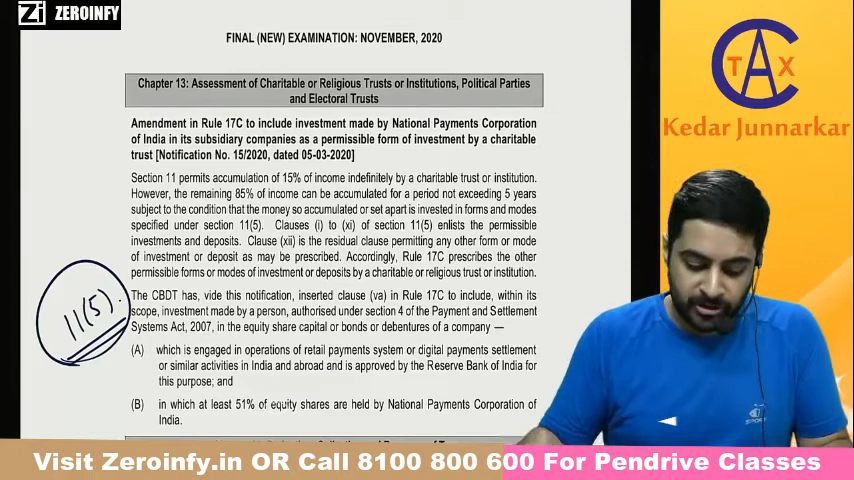 Zi ZEROINFY
FINAL (NEW) EXAMINATION: NOVEMBER, 2020
CA
TAX
Kedar Junnarkar
Chapter 13: Assessment of Charitable or Religious Trusts or Institutions, Political Parties
and Electoral Trusts
Amendment in Rule 17C to include investment made by National Payments Corporation
of India in its subsidiary companies as a permissible form of investment by a charitable
trust [Notification No. 15/2020, dated 05-03-2020]
Section 11 permits accumulation of 15% of income indefinitely by a charitable trust or institution.
However, the remaining 85% of income can be accumulated for a period not exceeding 5 years
subject to the condition that the money so accumulated or set apart is invested in forms and modes
specified under section 11(5). Clauses (i) to (xi) of section 11(5) enlists the permissible
investments and deposits. Clause (xii) is the residual clause permitting any other form or mode
of investment or deposit as may be prescribed. Accordingly, Rule 17C prescribes the other
permissible forms or modes of investment or deposits by a charitable or religious trust or institution.
11(5).
The CBDT has, vide this notification, inserted clause (va) in Rule 17C to include, within its
scope, investment made by a person, authorised under section 4 of the Payment and Settlement
Systems Act, 2007, in the equity share capital or bonds or debentures of a company —
(A) which is engaged in operations of retail payments system or digital payments settlement
or similar activities in India and abroad and is approved by the Reserve Bank of India for
this purpose; and
(B) in which at least 51% of equity shares are held by National Payments Corporation of
India.
Visit Zeroinfy.in OR Call 8100 800 600 For Pendrive Classes